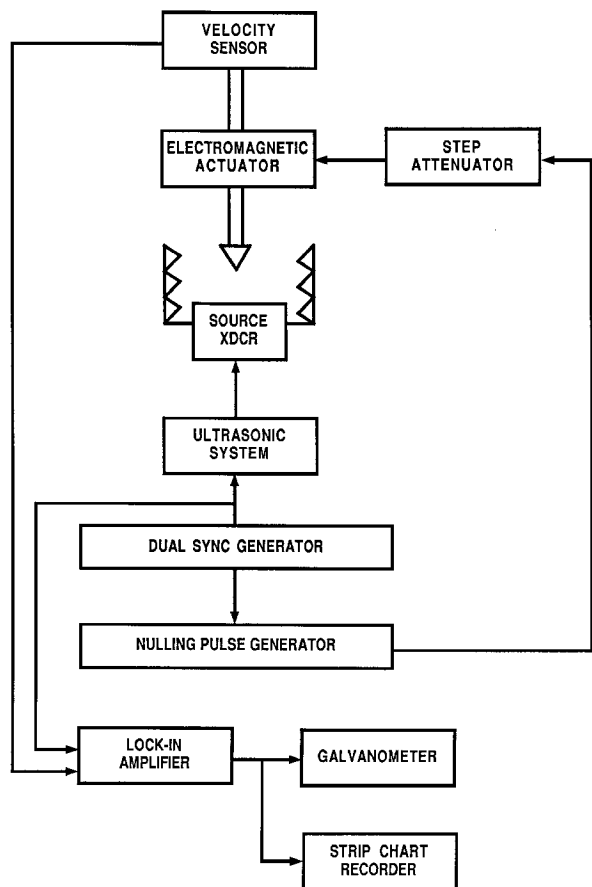 VELOCITY
SENSOR
ELECTROMAGNETIC
ACTUATOR
STEP
ATTENUATOR
SOURCE
XDCR
ULTRASONIC
SYSTEM
DUAL SYNC GENERATOR
NULLING PULSE GENERATOR
LOCK-IN
AMPLIFIER
GALVANOMETER
STRIP CHART
RECORDER